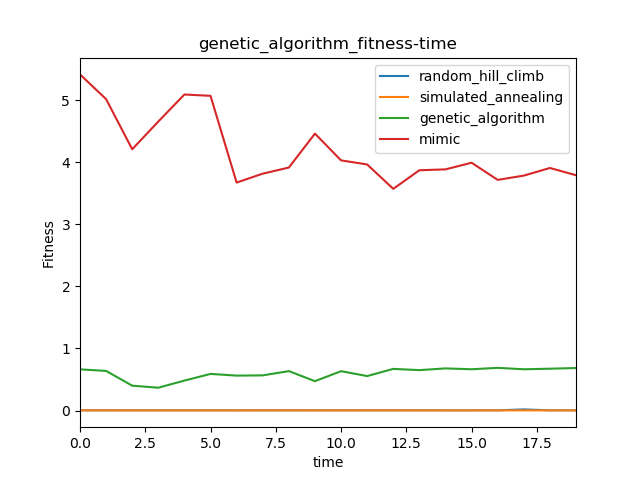 genetic_algorithm_fitness-time
random_hill_climb
simulated_annealing
genetic_algorithm
mimic
Fitness
5
4
3
2
1
0
0.0 2.5 5.0 7.5 10.0 12.5 15.0 17.5
time